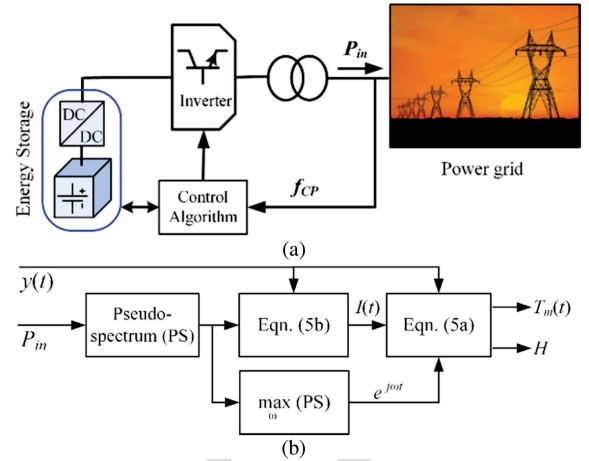 P_in
Inverter
DC
DC
Energy Storage
Control
Algorithm
f_CP
Power grid
(a)
y(t)
P_in
Pseudo-
spectrum (PS)
Eqn. (5b)
I(t)
Eqn. (5a)
T_m(t)
H
max (PS)
ω
e^{jωt}
(b)